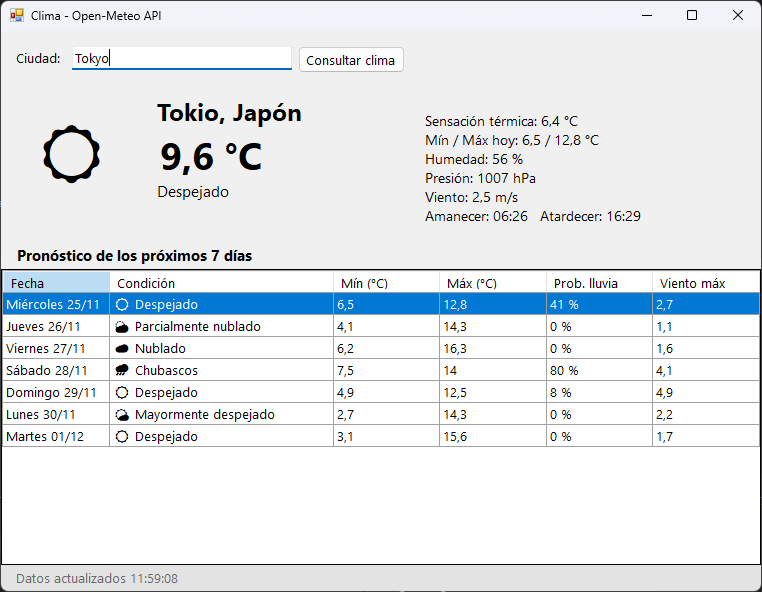 Clima - Open-Meteo API
Ciudad: Tokyo Consultar clima
Tokio, Japón
9,6 °C
Despejado
Sensación térmica: 6,4 °C
Mín / Máx hoy: 6,5 / 12,8 °C
Humedad: 56 %
Presión: 1007 hPa
Viento: 2,5 m/s
Amanecer: 06:26 Atardecer: 16:29
Pronóstico de los próximos 7 días
Fecha Condición Mín (°C) Máx (°C) Prob. lluvia Viento máx
Miércoles 25/11 Despejado 6,5 12,8 41 % 2,7
Jueves 26/11 Parcialmente nublado 4,1 14,3 0 % 1,1
Viernes 27/11 Nublado 6,2 16,3 0 % 1,6
Sábado 28/11 Chubascos 7,5 14 80 % 4,1
Domingo 29/11 Despejado 4,9 12,5 8 % 4,9
Lunes 30/11 Mayormente despejado 2,7 14,3 0 % 2,2
Martes 01/12 Despejado 3,1 15,6 0 % 1,7
Datos actualizados 11:59:08